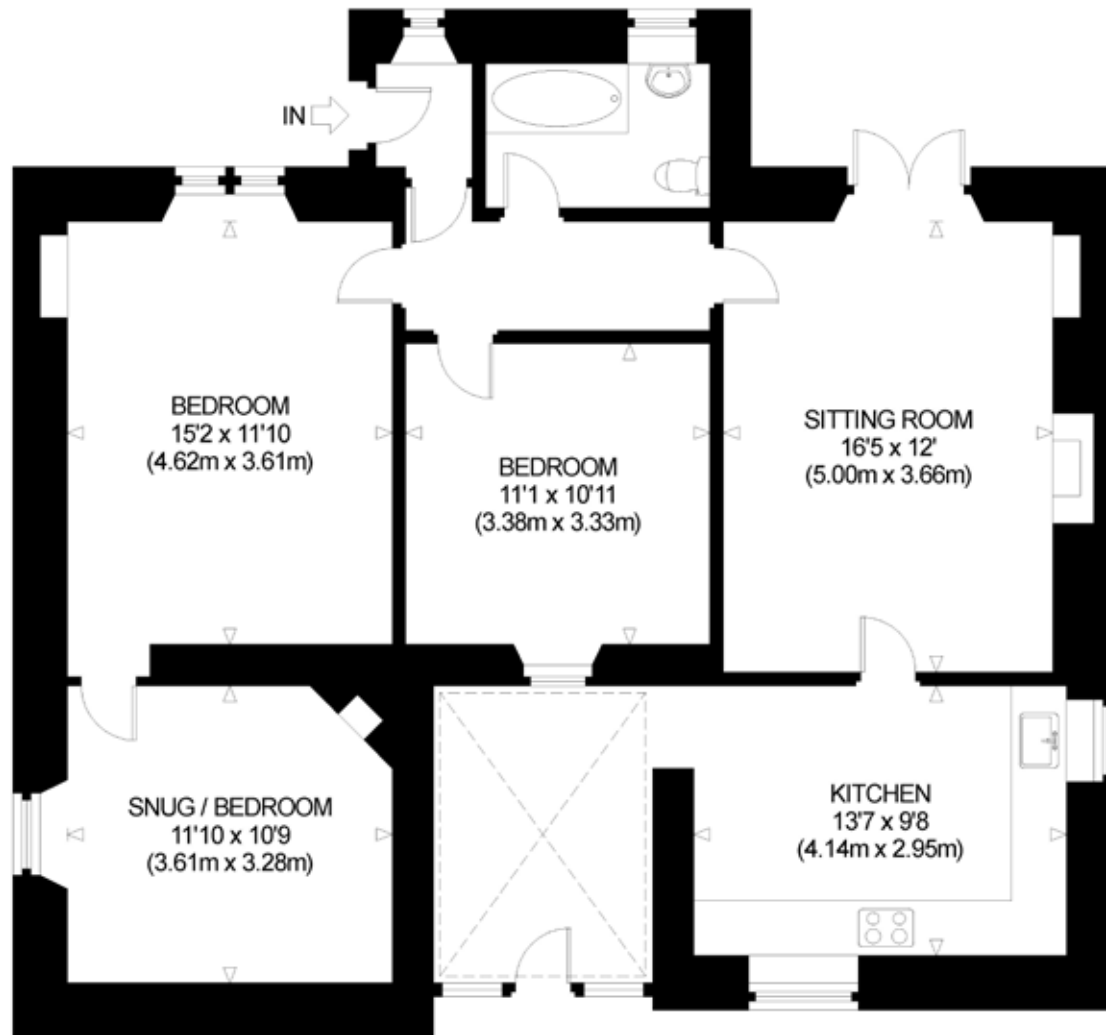 IN
BEDROOM
15'2 x 11'10
(4.62m x 3.61m)
BEDROOM
11'1 x 10'11
(3.38m x 3.33m)
SITTING ROOM
16'5 x 12'
(5.00m x 3.66m)
SNUG / BEDROOM
11'10 x 10'9
(3.61m x 3.28m)
KITCHEN
13'7 x 9'8
(4.14m x 2.95m)